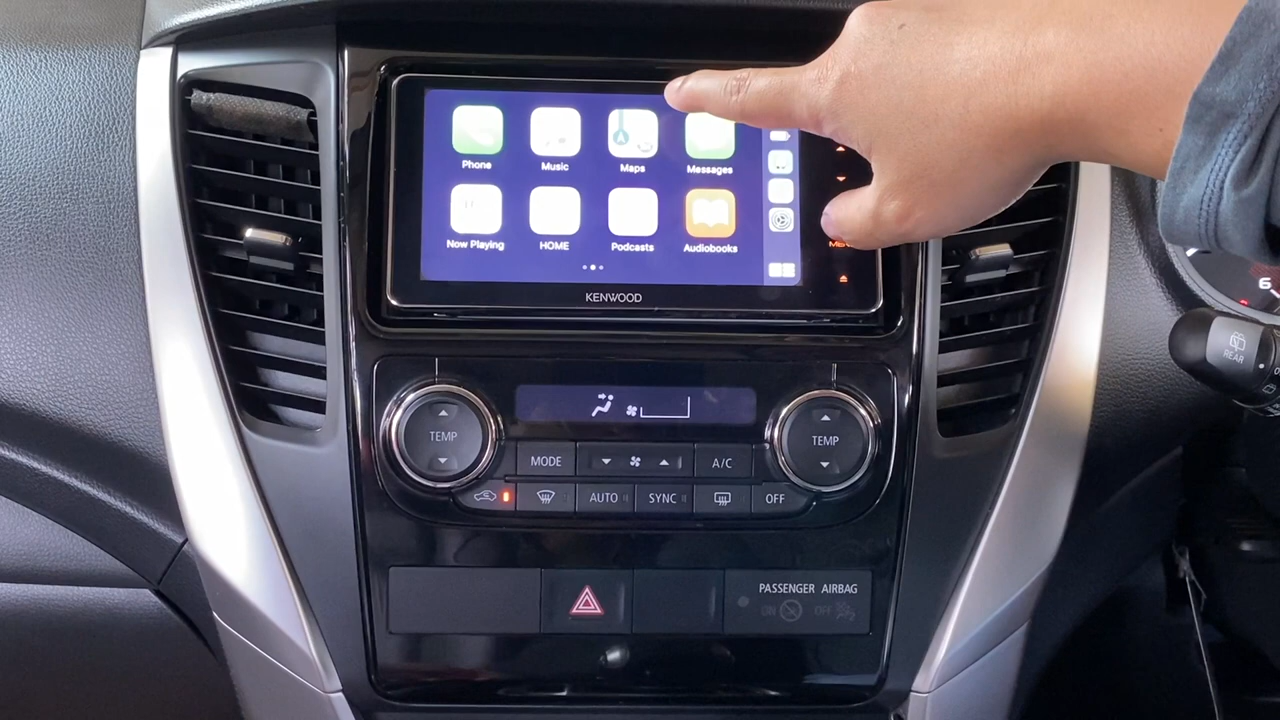 Phone
Music
Maps
Messages
Now Playing
HOME
Podcasts
Audiobooks
KENWOOD
6
REAR
TEMP
TEMP
MODE
A/C
AUTO
SYNC
OFF
PASSENGER AIRBAG
ON
OFF